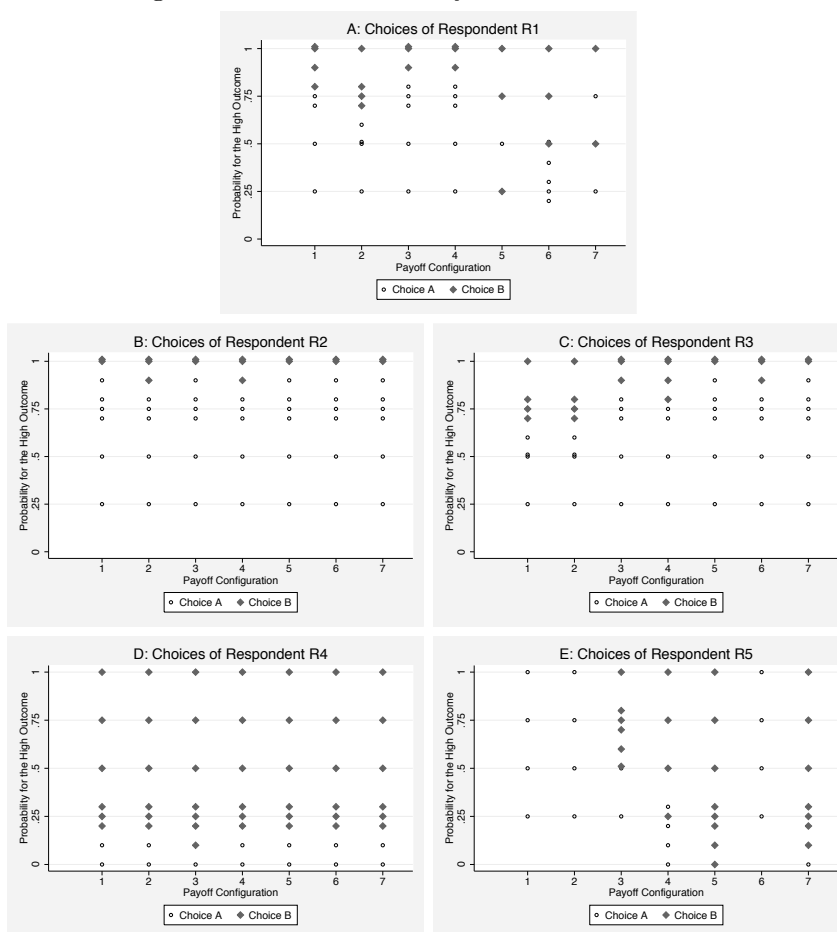 A: Choices of Respondent R1
Probability for the High Outcome
0 .25 .5 .75 1
1 2 3 4 5 6 7
Payoff Configuration
Choice A Choice B
B: Choices of Respondent R2
Probability for the High Outcome
0 .25 .5 .75 1
1 2 3 4 5 6 7
Payoff Configuration
Choice A Choice B
C: Choices of Respondent R3
Probability for the High Outcome
0 .25 .5 .75 1
1 2 3 4 5 6 7
Payoff Configuration
Choice A Choice B
D: Choices of Respondent R4
Probability for the High Outcome
0 .25 .5 .75 1
1 2 3 4 5 6 7
Payoff Configuration
Choice A Choice B
E: Choices of Respondent R5
Probability for the High Outcome
0 .25 .5 .75 1
1 2 3 4 5 6 7
Payoff Configuration
Choice A Choice B